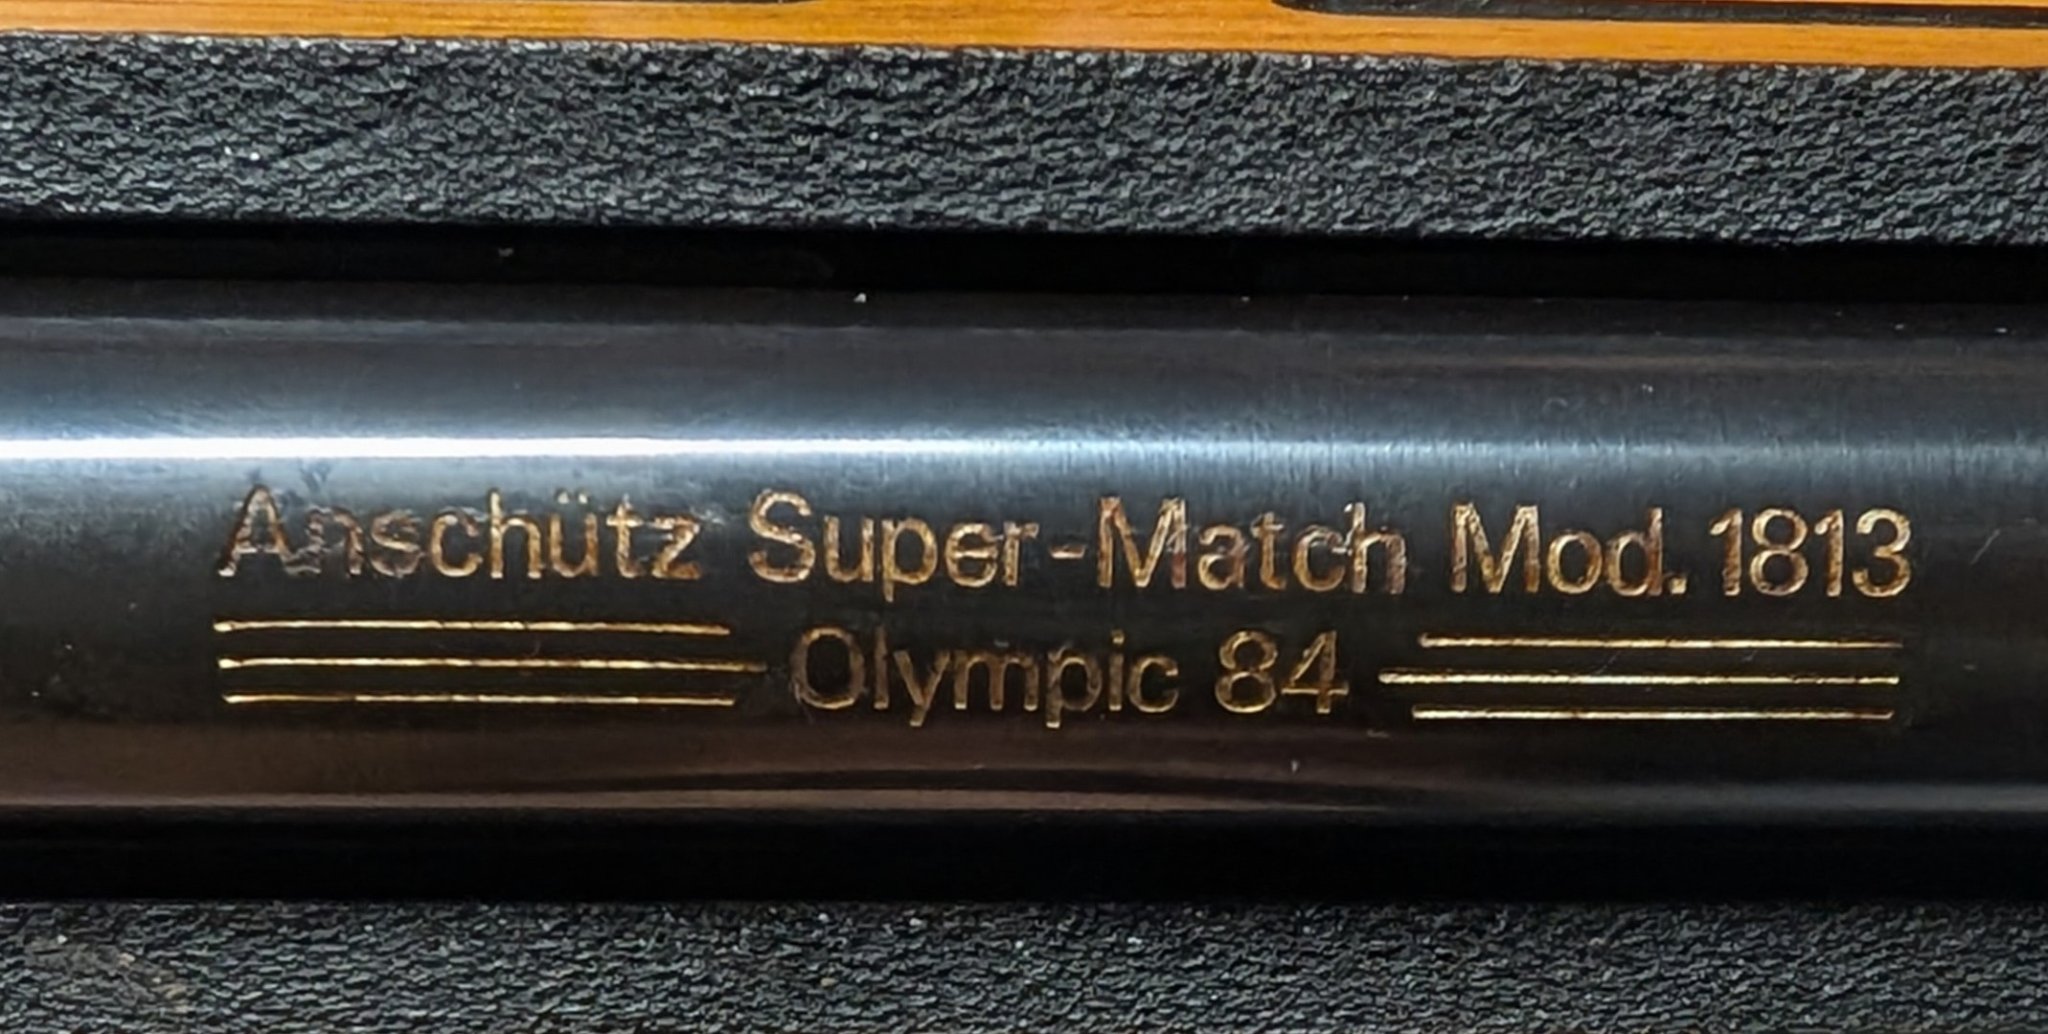 Anschütz Super-Match Mod. 1813
Olympic 84